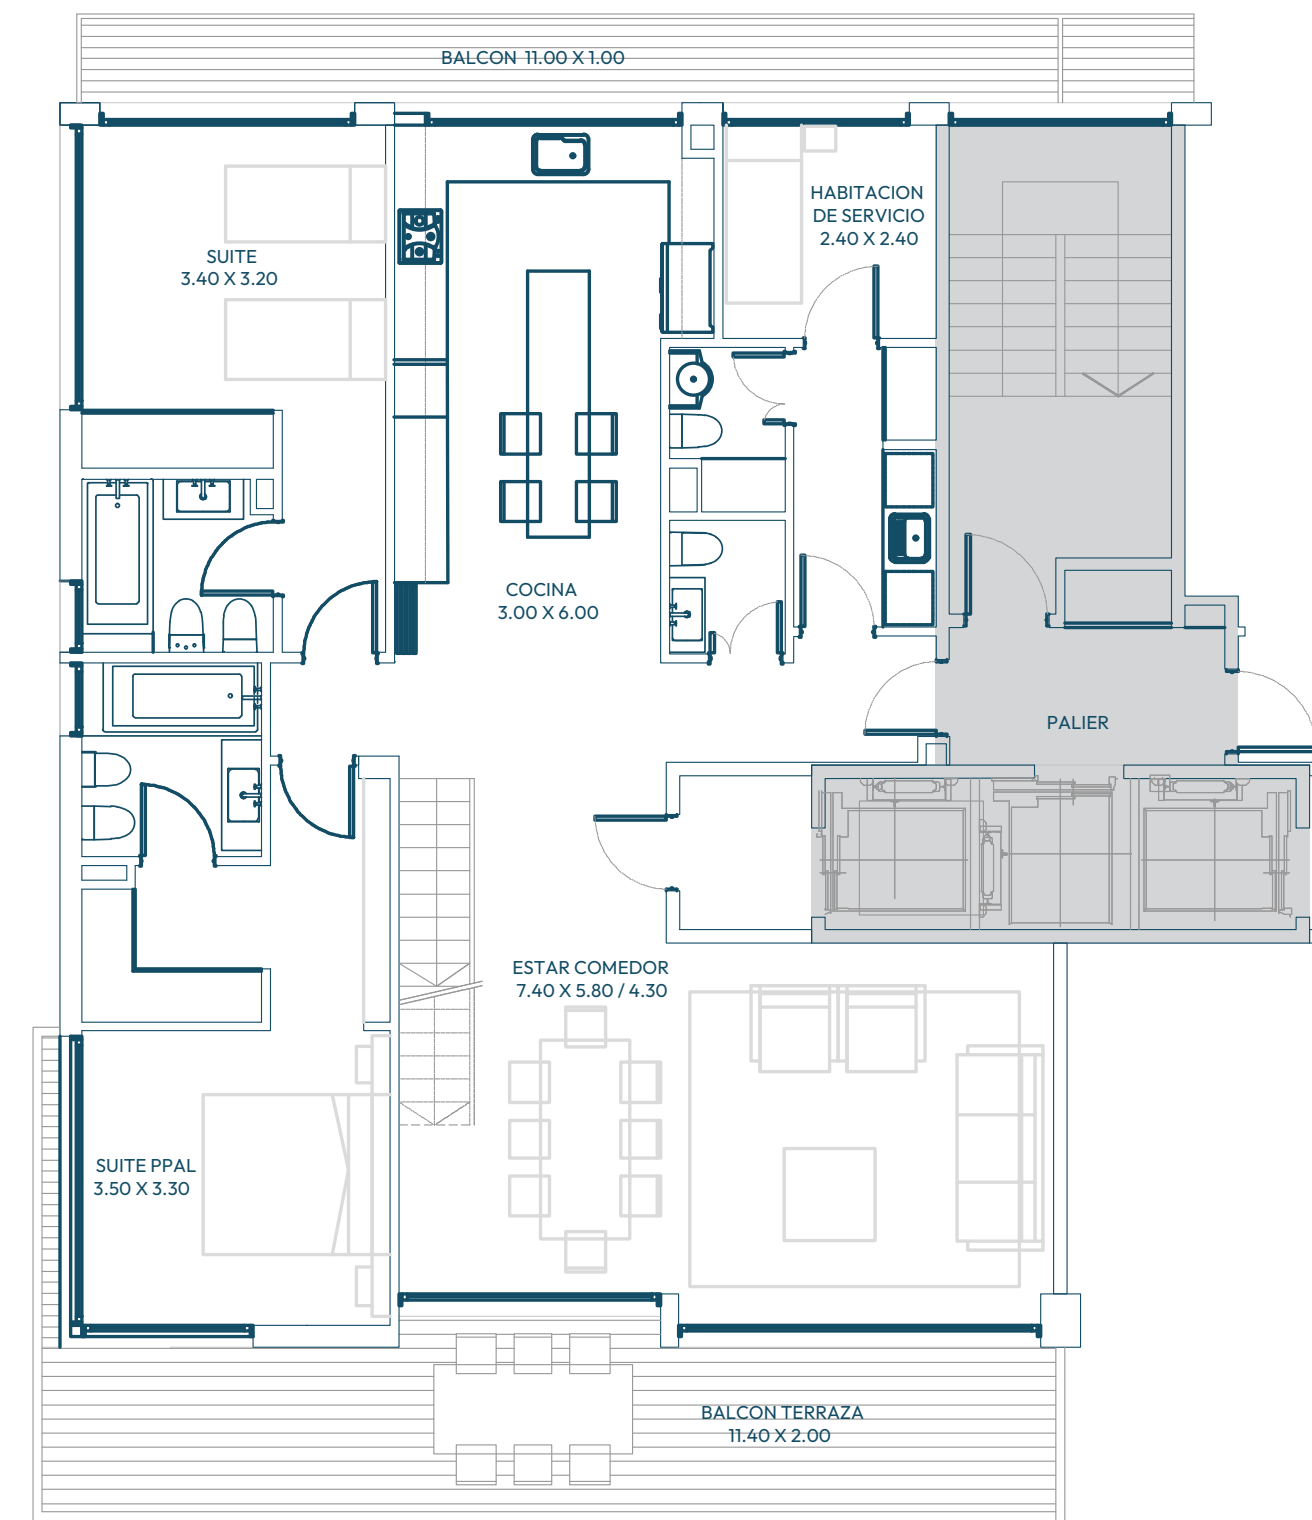 BALCON 11.00 X 1.00
HABITACION
DE SERVICIO
2.40 X 2.40
SUITE
3.40 X 3.20
COCINA
3.00 X 6.00
PALIER
ESTAR COMEDOR
7.40 X 5.80 / 4.30
SUITE PPAL
3.50 X 3.30
BALCON TERRAZA
11.40 X 2.00